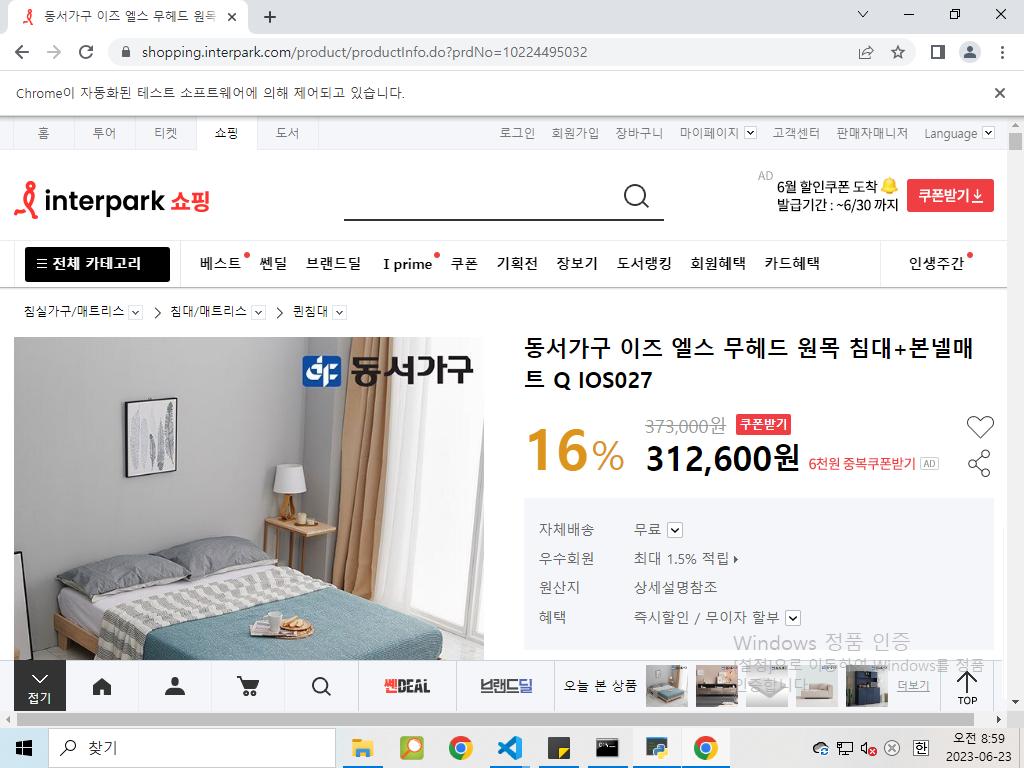 동서가구 이즈 엘스 무헤드 원목
shopping.interpark.com/product/productInfo.do?prdNo=10224495032
Chrome이 자동화된 테스트 소프트웨어에 의해 제어되고 있습니다.
홈 투어 티켓 쇼핑 도서 로그인 회원가입 장바구니 마이페이지 고객센터 판매자매니저 Language
interpark 쇼핑
AD 6월 할인쿠폰 도착
발급기간 : ~6/30 까지
쿠폰받기
전체 카테고리 베스트 쎈딜 브랜드딜 I prime 쿠폰 기획전 장보기 도서랭킹 회원혜택 카드혜택 인생주간
침실가구/매트리스 침대/매트리스 퀸침대
동서가구
동서가구 이즈 엘스 무헤드 원목 침대+본넬매
트 Q IOS027
16% 373,000원 쿠폰받기
312,600원 6천원 중복쿠폰받기 AD
자체배송 무료
우수회원 최대 1.5% 적립
원산지 상세설명참조
혜택 즉시할인 / 무이자 할부
Windows 정품 인증
[설정]으로 이동하여 Windows를 정품
인증합니다.
접기 쎈DEAL 브랜드딜 오늘 본 상품 더보기 TOP
찾기
한
오전 8:59
2023-06-23